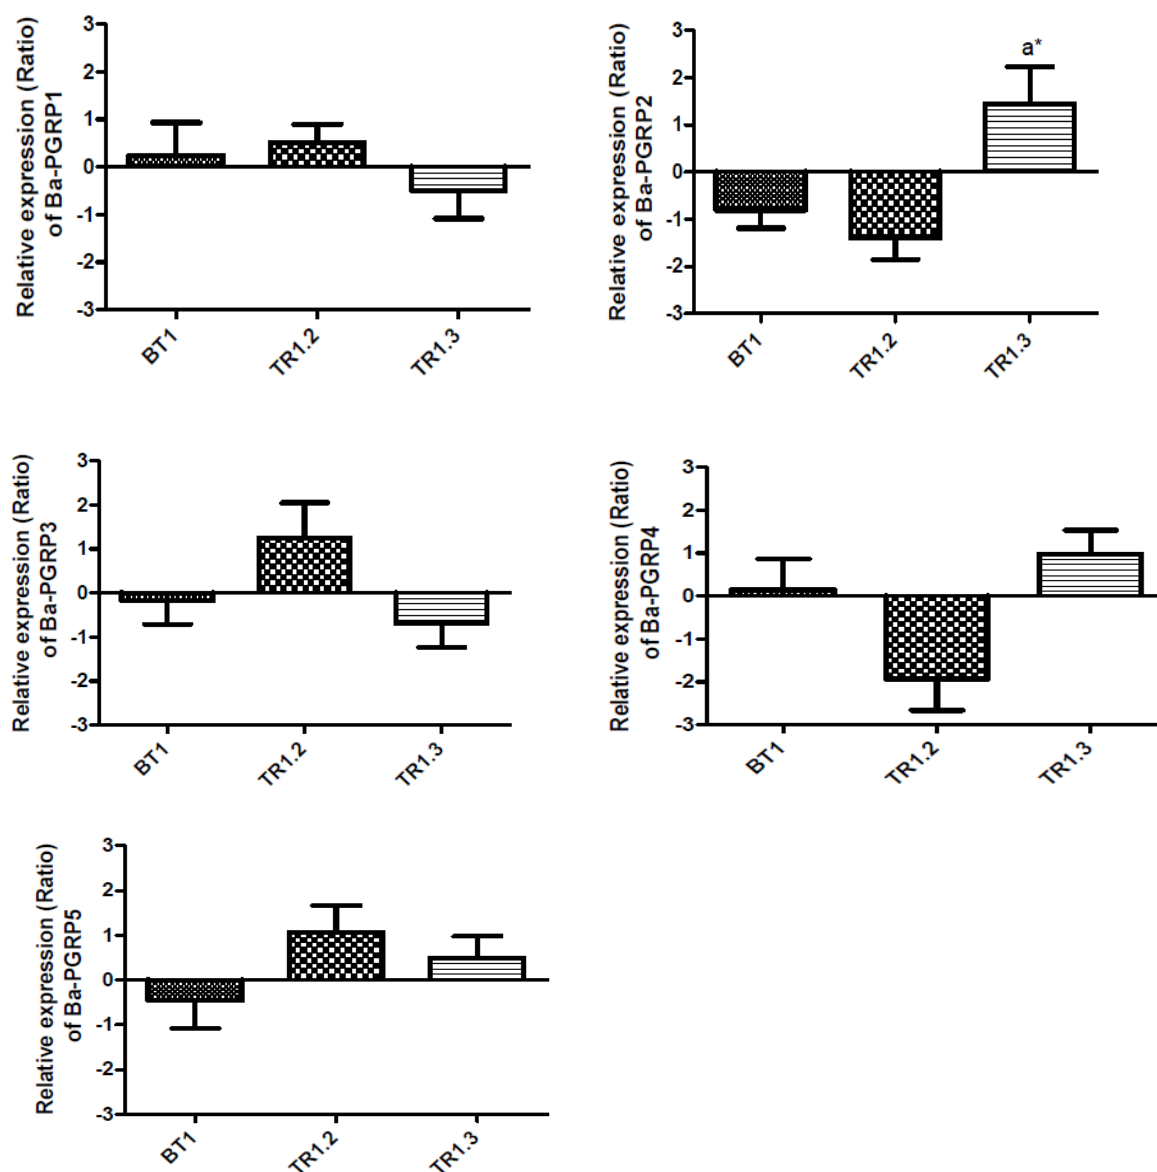 Relative expression (Ratio)
of Ba-PGRP1
3
2
1
0
-1
-2
-3
BT1
TR1.2
TR1.3
Relative expression (Ratio)
of Ba-PGRP2
3
2
1
0
-1
-2
-3
a*
BT1
TR1.2
TR1.3
Relative expression (Ratio)
of Ba-PGRP3
3
2
1
0
-1
-2
-3
BT1
TR1.2
TR1.3
Relative expression (Ratio)
of Ba-PGRP4
3
2
1
0
-1
-2
-3
BT1
TR1.2
TR1.3
Relative expression (Ratio)
of Ba-PGRP5
3
2
1
0
-1
-2
-3
BT1
TR1.2
TR1.3